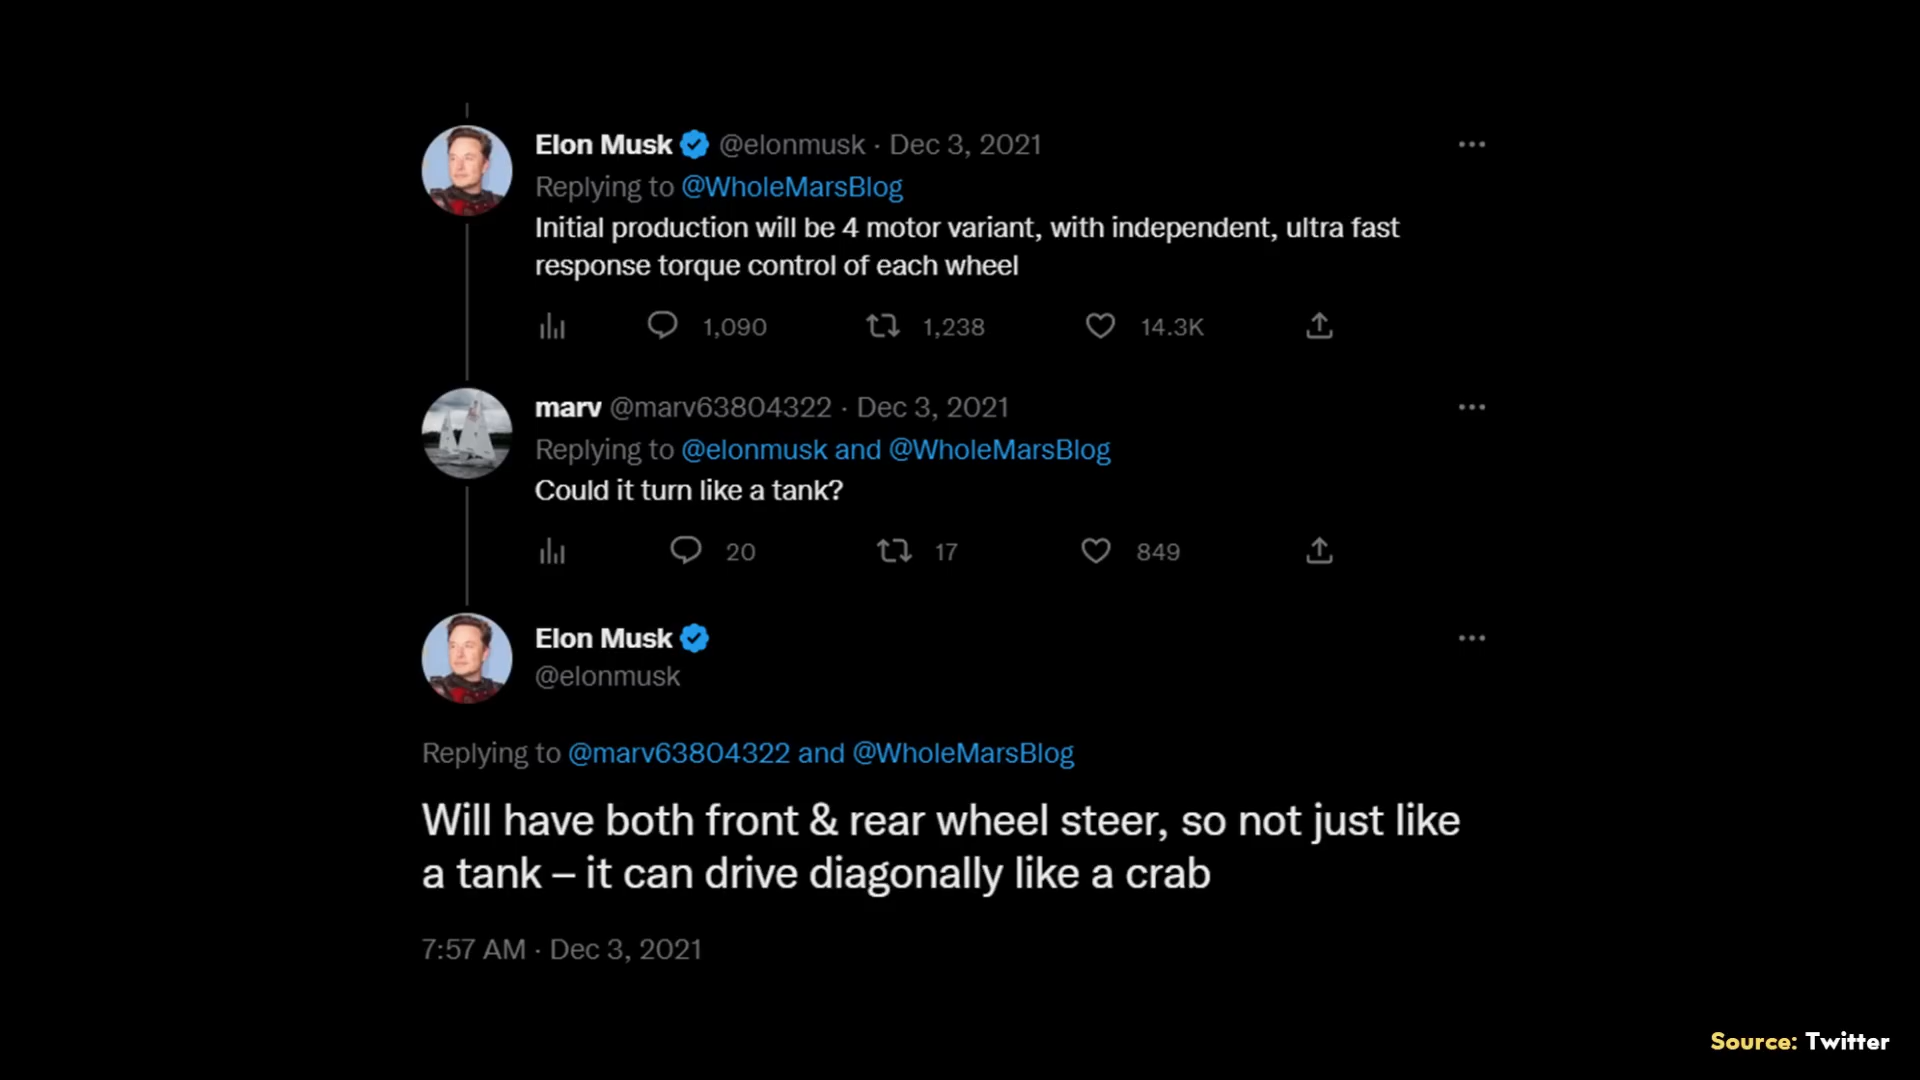 Elon Musk @elonmusk · Dec 3, 2021
Replying to @WholeMarsBlog
Initial production will be 4 motor variant, with independent, ultra fast
response torque control of each wheel
1,090 1,238 14.3K
marv @marv63804322 · Dec 3, 2021
Replying to @elonmusk and @WholeMarsBlog
Could it turn like a tank?
20 17 849
Elon Musk
@elonmusk
Replying to @marv63804322 and @WholeMarsBlog
Will have both front & rear wheel steer, so not just like
a tank – it can drive diagonally like a crab
7:57 AM · Dec 3, 2021
Source: Twitter